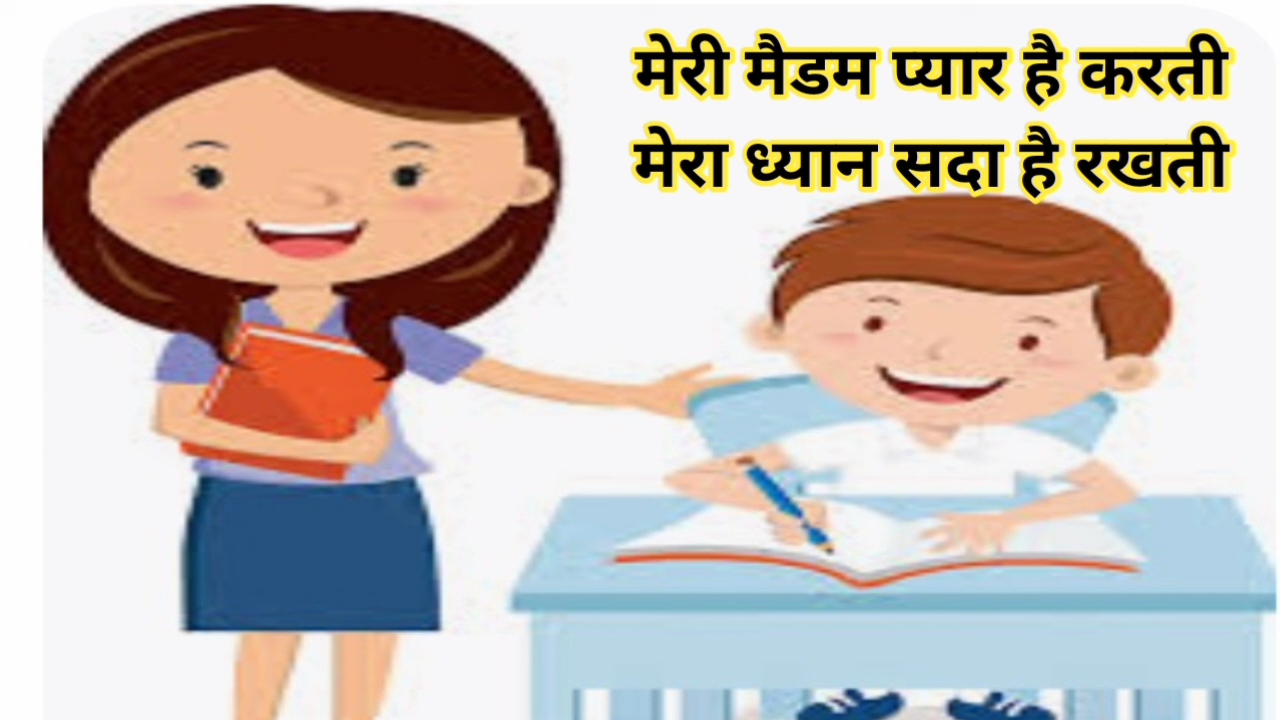 मेरी मैडम प्यार है करती
मेरा ध्यान सदा है रखती